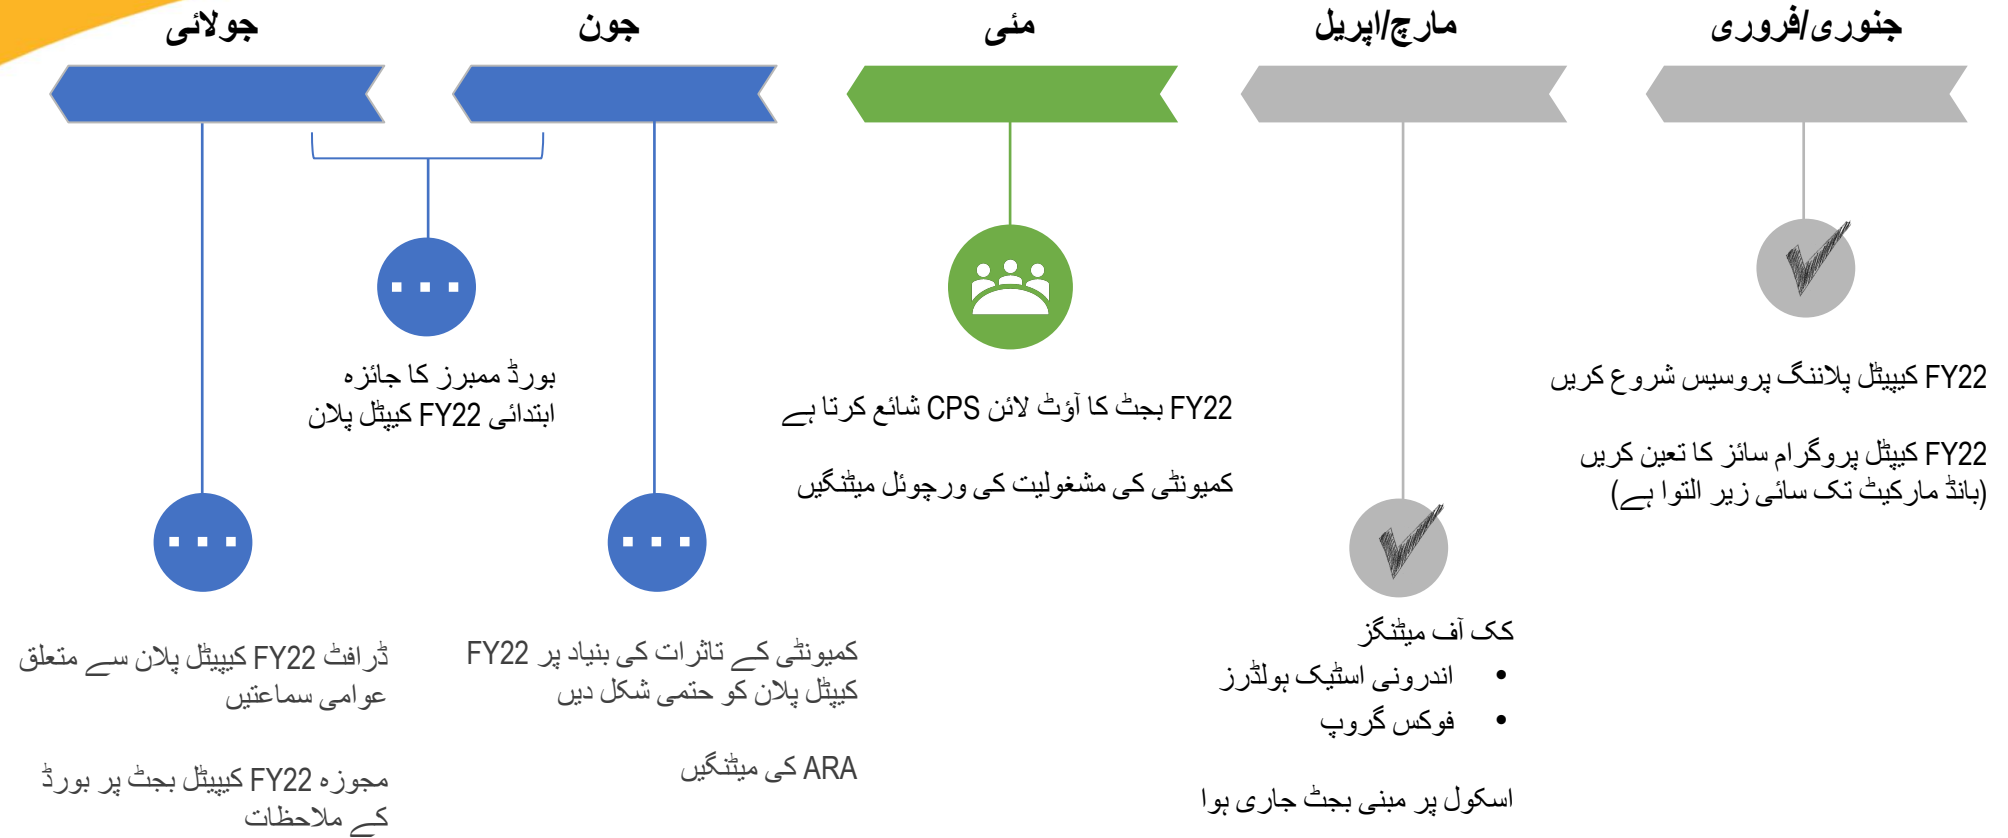 جنوری/فروری
مارچ/اپریل
مئی
جون
جولائی
FY22 کیپیٹل پلاننگ پروسیس شروع کریں
FY22 کیپٹل پروگرام سائز کا تعین کریں
(بانڈ مارکیٹ تک سائی زیر التوا ہے)
کک آف میٹنگز
• اندرونی اسٹیک ہولڈرز
• فوکس گروپ
اسکول پر مبنی بجٹ جاری ہوا
FY22 بجٹ کا آؤٹ لائن CPS شائع کرتا ہے
کمیونٹی کی مشغولیت کی ورچوئل میٹنگیں
بورڈ ممبرز کا جائزہ
ابتدائی FY22 کیپٹل پلان
کمیونٹی کے تاثرات کی بنیاد پر FY22
کیپٹل پلان کو حتمی شکل دیں
ARA کی میٹنگیں
ڈرافٹ FY22 کیپیٹل پلان سے متعلق
عوامی سماعتیں
مجوزہ FY22 کیپیٹل بجٹ پر بورڈ
کے ملاحظات